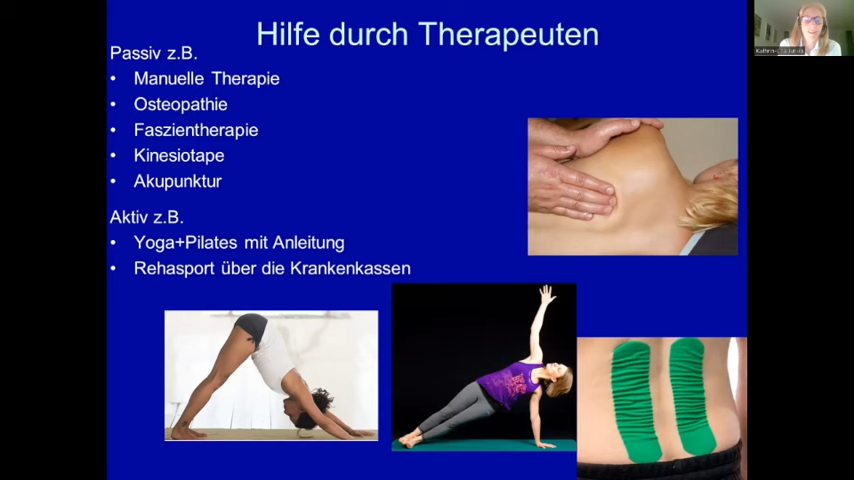 Hilfe durch Therapeuten
Passiv z.B.
• Manuelle Therapie
• Osteopathie
• Faszientherapie
• Kinesiotape
• Akupunktur
Aktiv z.B.
• Yoga+Pilates mit Anleitung
• Rehasport über die Krankenkassen